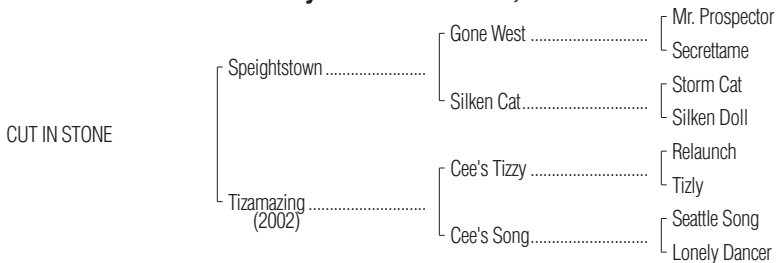 Mr. Prospector
Gone West ..............................
Secrettame
Speightstown ..........................
Storm Cat
Silken Cat................................
Silken Doll
CUT IN STONE
Relaunch
Cee's Tizzy ..............................
Tizly
Tizamazing ..............................
(2002)
Seattle Song
Cee's Song..............................
Lonely Dancer